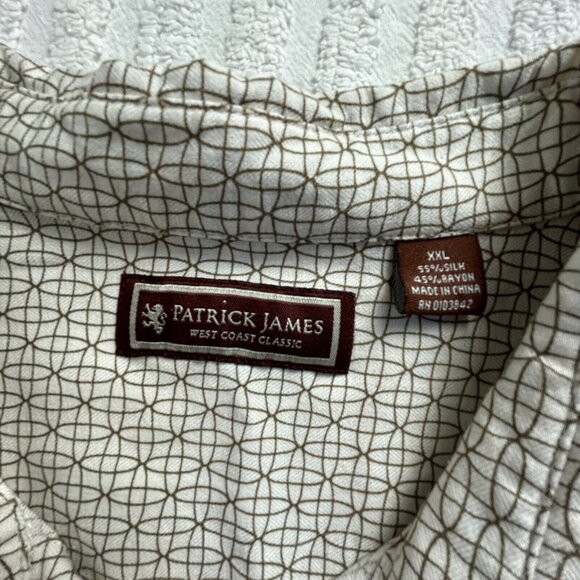 PATRICK JAMES
WEST COAST CLASSIC
XXL
55% SILK
45% RAYON
MADE IN CHINA
RN 0103842